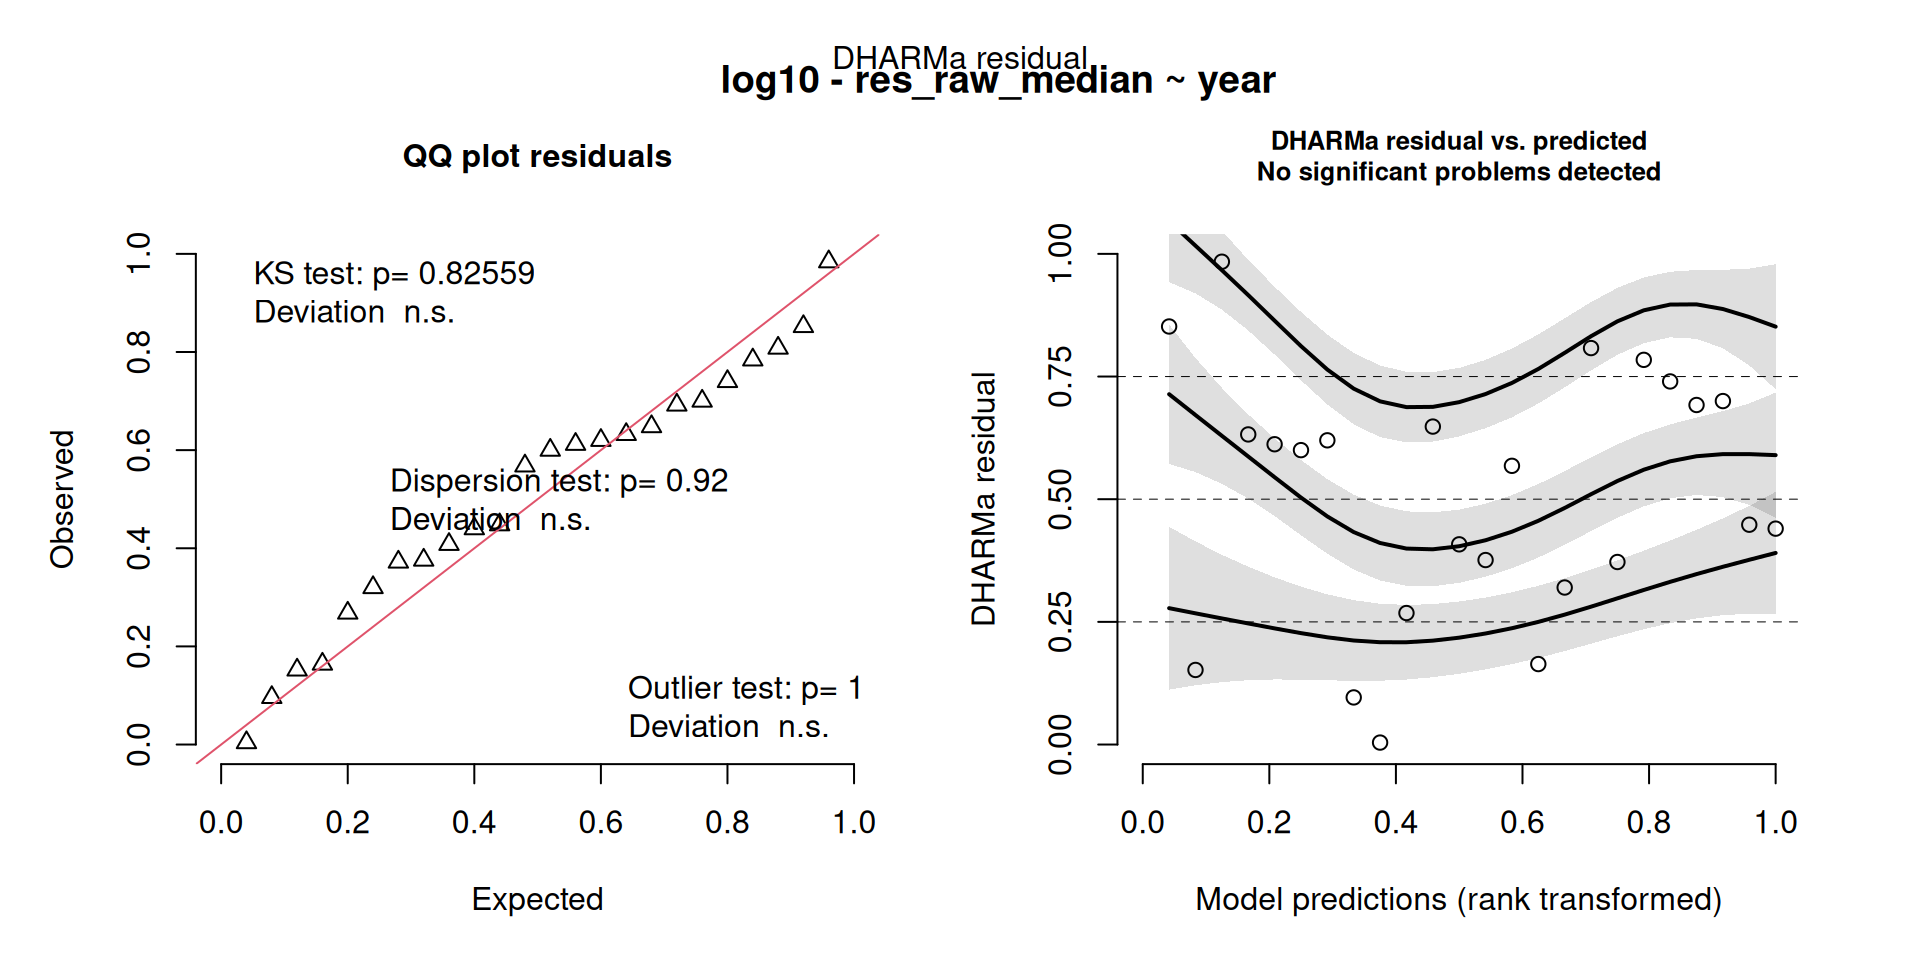 DHARMa residual
log10 - res_raw_median ~ year
QQ plot residuals
KS test: p= 0.82559
Deviation  n.s.
Dispersion test: p= 0.92
Deviation  n.s.
Outlier test: p= 1
Deviation  n.s.
Observed
0.0 0.2 0.4 0.6 0.8 1.0
0.0 0.2 0.4 0.6 0.8 1.0
Expected
DHARMa residual vs. predicted
No significant problems detected
DHARMa residual
0.00 0.25 0.50 0.75 1.00
0.0 0.2 0.4 0.6 0.8 1.0
Model predictions (rank transformed)